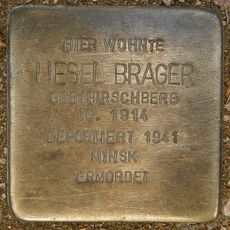 HIER WOHNTE
LIESEL BRAGER
GEB. HIRSCHBERG
JG. 1914
DEPORTIERT 1941
MINSK
ERMORDET